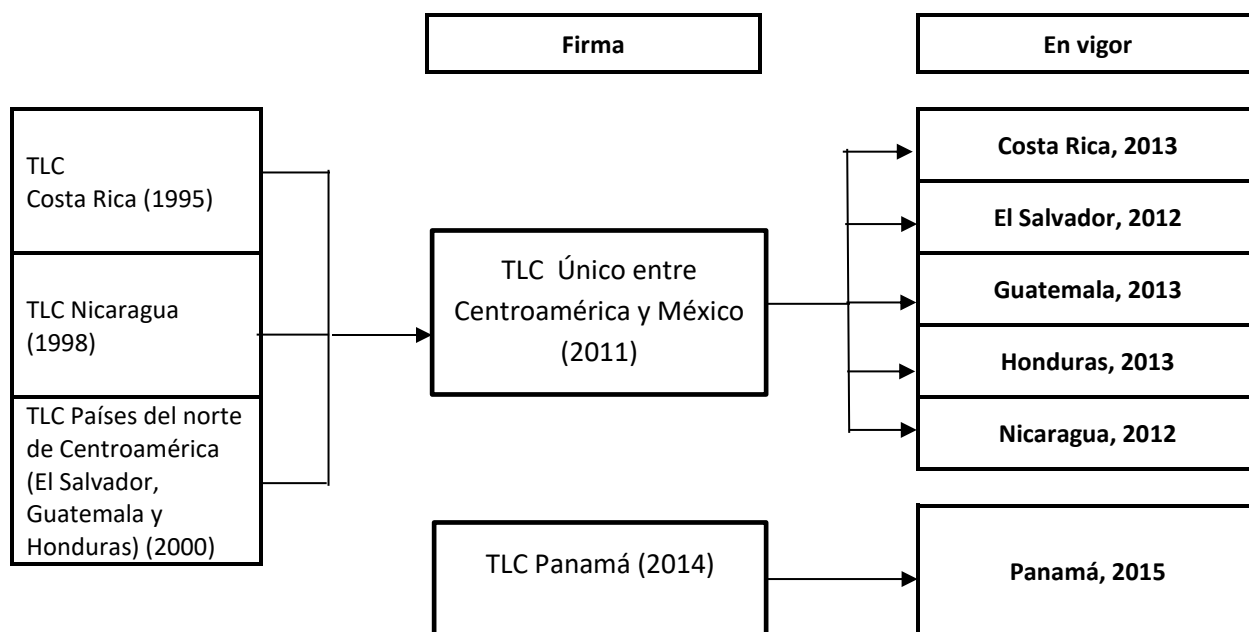 Firma
En vigor
TLC
Costa Rica (1995)
TLC Nicaragua
(1998)
TLC Países del norte
de Centroamérica
(El Salvador,
Guatemala y
Honduras) (2000)
TLC Único entre
Centroamérica y México
(2011)
Costa Rica, 2013
El Salvador, 2012
Guatemala, 2013
Honduras, 2013
Nicaragua, 2012
TLC Panamá (2014)
Panamá, 2015